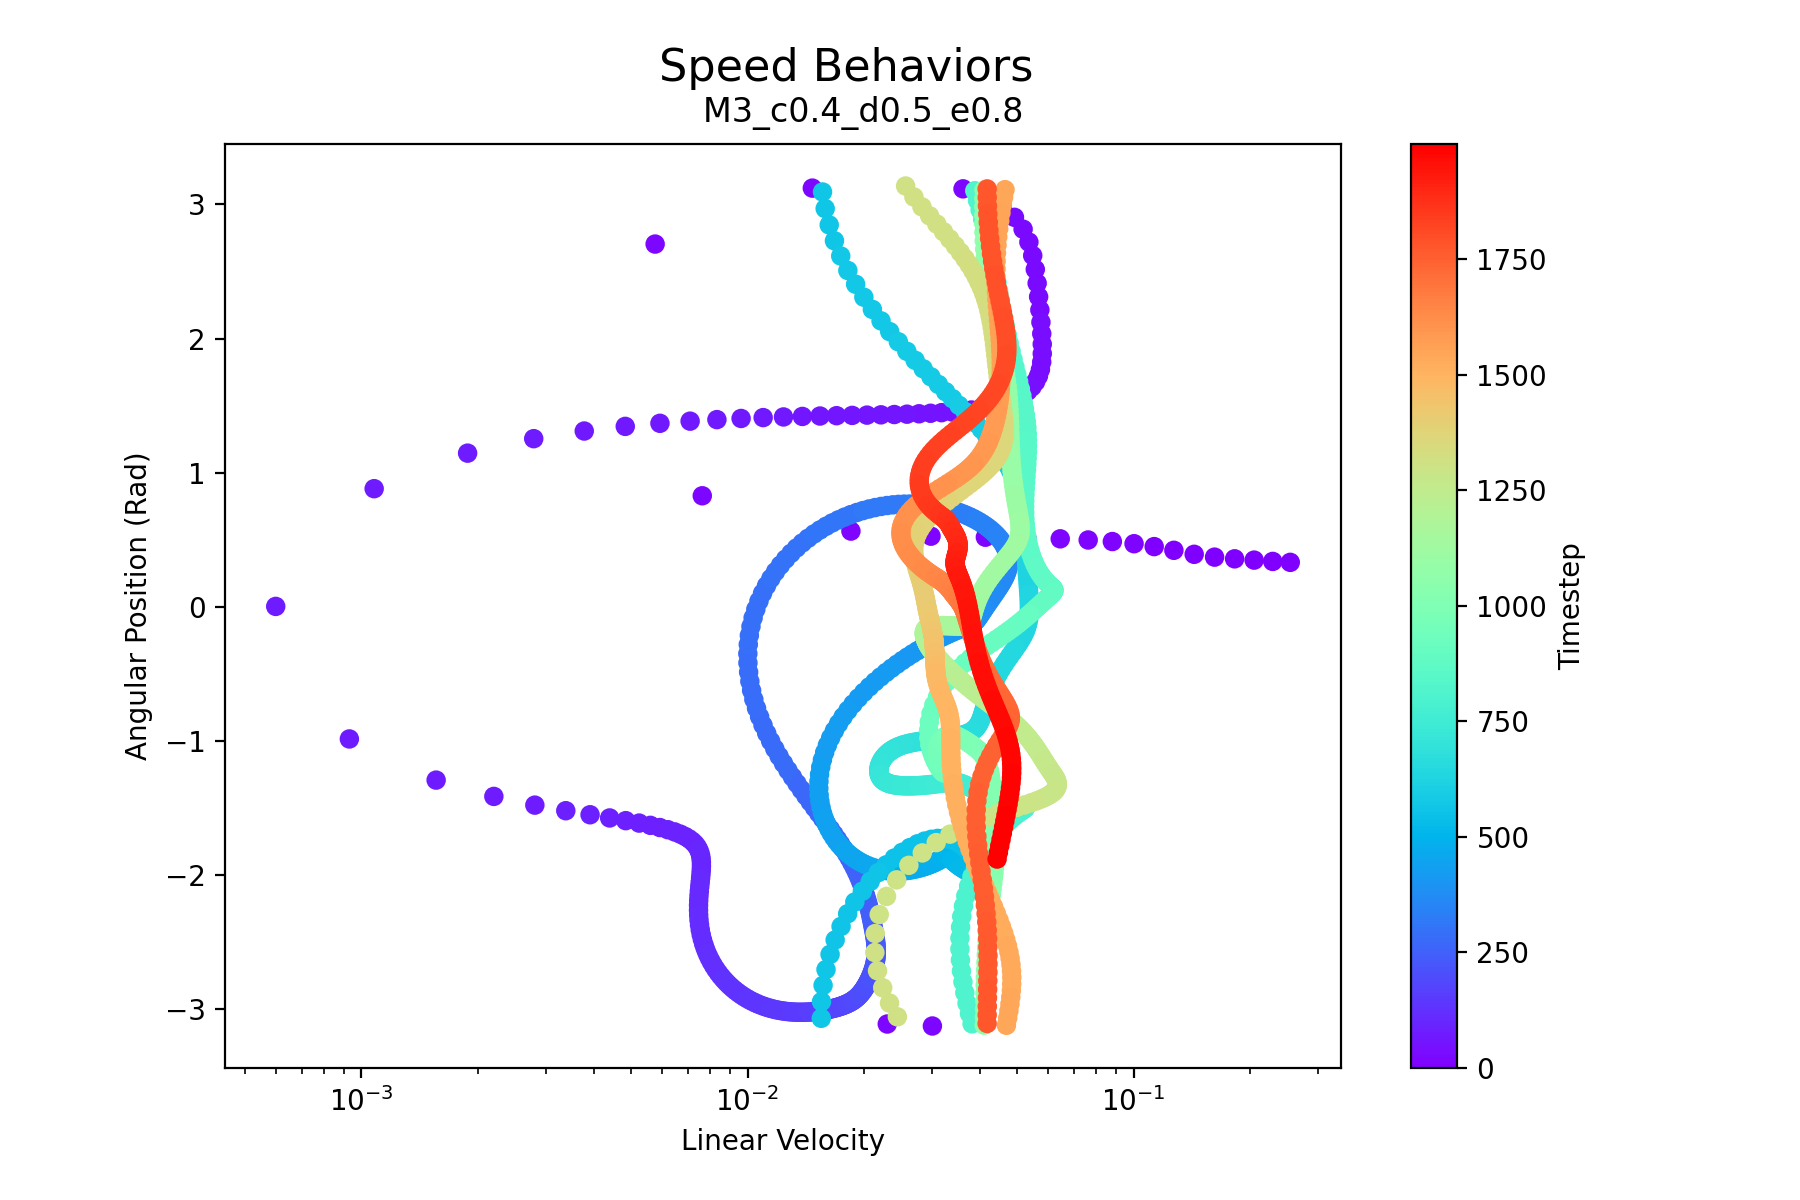 Speed Behaviors
M3_c0.4_d0.5_e0.8
3
2
1
0
−1
−2
−3
Angular Position (Rad)
10⁻³ 10⁻² 10⁻¹
Linear Velocity
1750
1500
1250
1000
750
500
250
0
Timestep